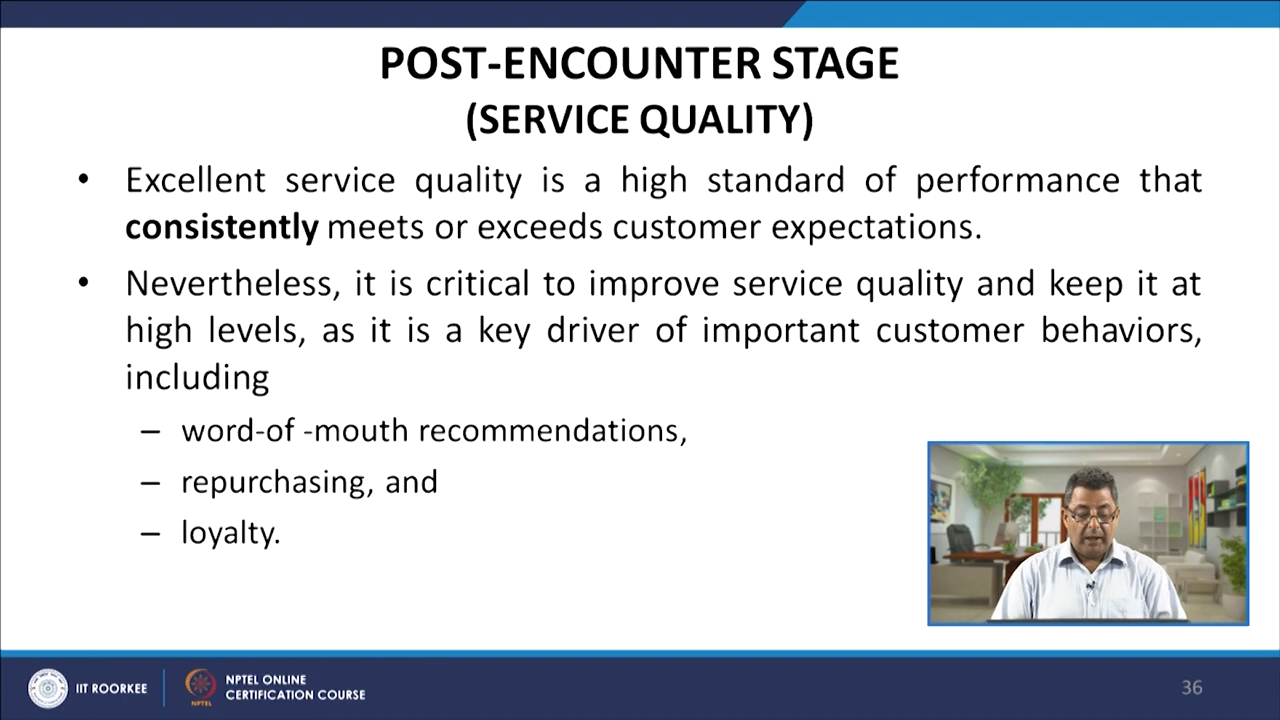 POST-ENCOUNTER STAGE
(SERVICE QUALITY)
• Excellent service quality is a high standard of performance that
consistently meets or exceeds customer expectations.
• Nevertheless, it is critical to improve service quality and keep it at
high levels, as it is a key driver of important customer behaviors,
including
– word-of -mouth recommendations,
– repurchasing, and
– loyalty.
IIT ROORKEE
NPTEL
NPTEL ONLINE
CERTIFICATION COURSE
36